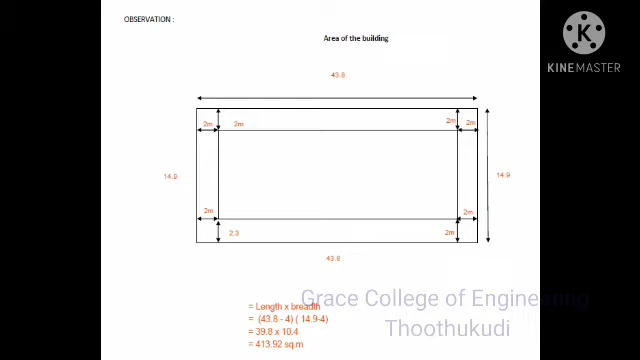 OBSERVATION :
Area of the building
KINEMASTER
43.8
2m 2m 2m 2m
14.9 14.9
2m 2m
2.3 2m
43.8
= Length x breadth
= (43.8 - 4) ( 14.9-4)
= 39.8 x 10.4
= 413.92 sq.m
Grace College of Engineering
Thoothukudi